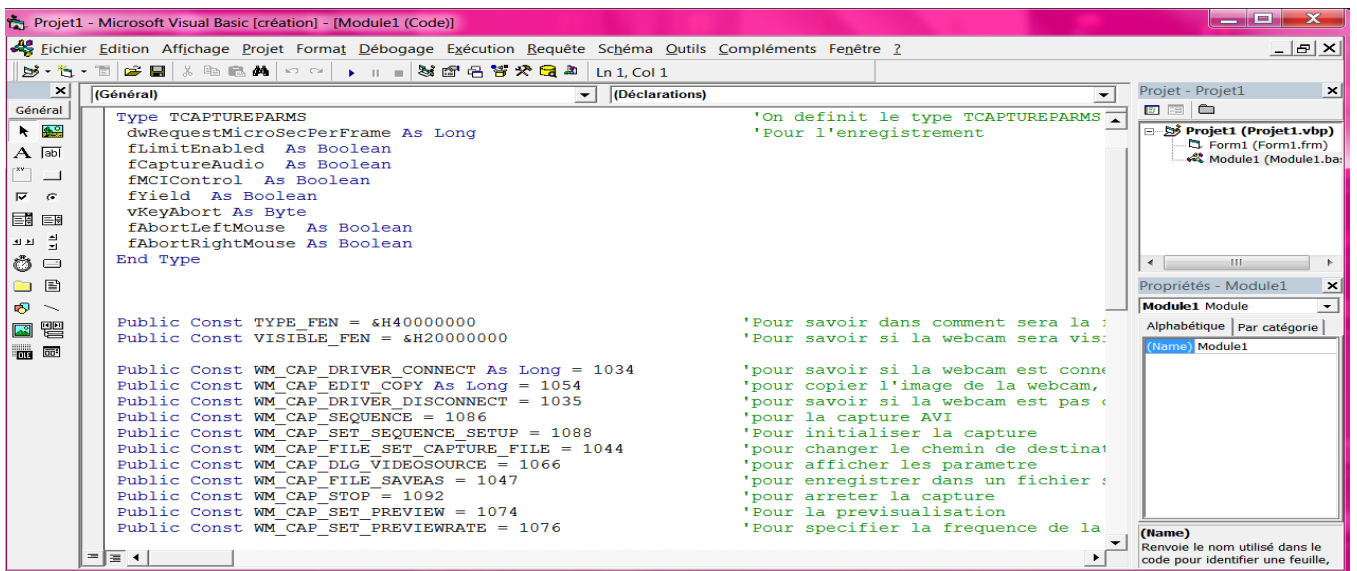 Projet1 - Microsoft Visual Basic [création] - [Module1 (Code)]
Fichier Edition Affichage Projet Format Débogage Exécution Requête Schéma Outils Compléments Fenêtre ?
Ln 1, Col 1
Général
(Général) (Déclarations)
Type TCAPTUREPARMS 'On definit le type TCAPTUREPARMS
dwRequestMicroSecPerFrame As Long 'Pour l'enregistrement
fLimitEnabled As Boolean
fCaptureAudio As Boolean
fMCIControl As Boolean
fYield As Boolean
vKeyAbort As Byte
fAbortLeftMouse As Boolean
fAbortRightMouse As Boolean
End Type
Public Const TYPE_FEN = &H40000000 'Pour savoir dans comment sera la
Public Const VISIBLE_FEN = &H20000000 'Pour savoir si la webcam sera vis
Public Const WM_CAP_DRIVER_CONNECT As Long = 1034 'pour savoir si la webcam est conne
Public Const WM_CAP_EDIT_COPY As Long = 1054 'pour copier l'image de la webcam,
Public Const WM_CAP_DRIVER_DISCONNECT = 1035 'pour savoir si la webcam est pas
Public Const WM_CAP_SEQUENCE = 1086 'pour la capture AVI
Public Const WM_CAP_SET_SEQUENCE_SETUP = 1088 'Pour initialiser la capture
Public Const WM_CAP_FILE_SET_CAPTURE_FILE = 1044 'pour changer le chemin de destinat
Public Const WM_CAP_DLG_VIDEOSOURCE = 1066 'pour afficher les parametre
Public Const WM_CAP_FILE_SAVEAS = 1047 'pour enregistrer dans un fichier
Public Const WM_CAP_STOP = 1092 'pour arreter la capture
Public Const WM_CAP_SET_PREVIEW = 1074 'Pour la previsualisation
Public Const WM_CAP_SET_PREVIEWRATE = 1076 'Pour specifier la frequence de la
Projet - Projet1
Projet1 (Projet1.vbp)
Form1 (Form1.frm)
Module1 (Module1.ba
Propriétés - Module1
Module1 Module
Alphabétique Par catégorie
(Name) Module1
(Name)
Renvoie le nom utilisé dans le
code pour identifier une feuille,